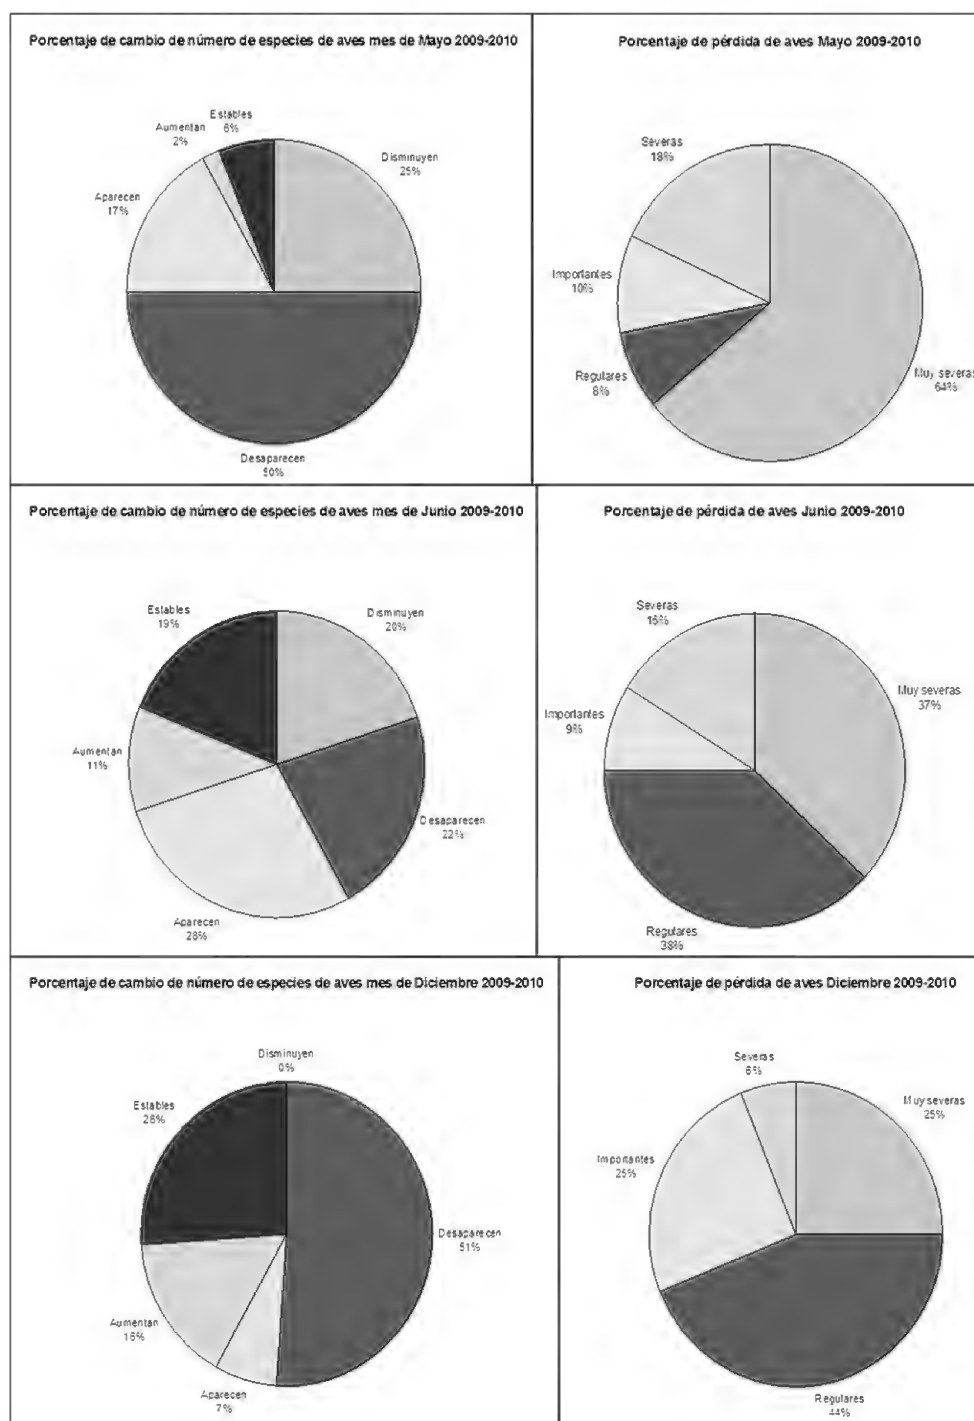 Porcentaje de cambio de número de especies de aves mes de Mayo 2009-2010
Estables
6%
Aumentan
2%
Disminuyen
25%
Aparecen
17%
Desaparecen
50%
Porcentaje de pérdida de aves Mayo 2009-2010
Severas
18%
Importantes
10%
Regulares
8%
Muy severas
64%
Porcentaje de cambio de número de especies de aves mes de Junio 2009-2010
Estables
19%
Disminuyen
20%
Aumentan
11%
Desaparecen
22%
Aparecen
28%
Porcentaje de pérdida de aves Junio 2009-2010
Severas
16%
Muy severas
37%
Importantes
9%
Regulares
38%
Porcentaje de cambio de número de especies de aves mes de Diciembre 2009-2010
Disminuyen
0%
Estables
26%
Desaparecen
51%
Aumentan
16%
Aparecen
7%
Porcentaje de pérdida de aves Diciembre 2009-2010
Severas
6%
Muy severas
25%
Importantes
25%
Regulares
44%